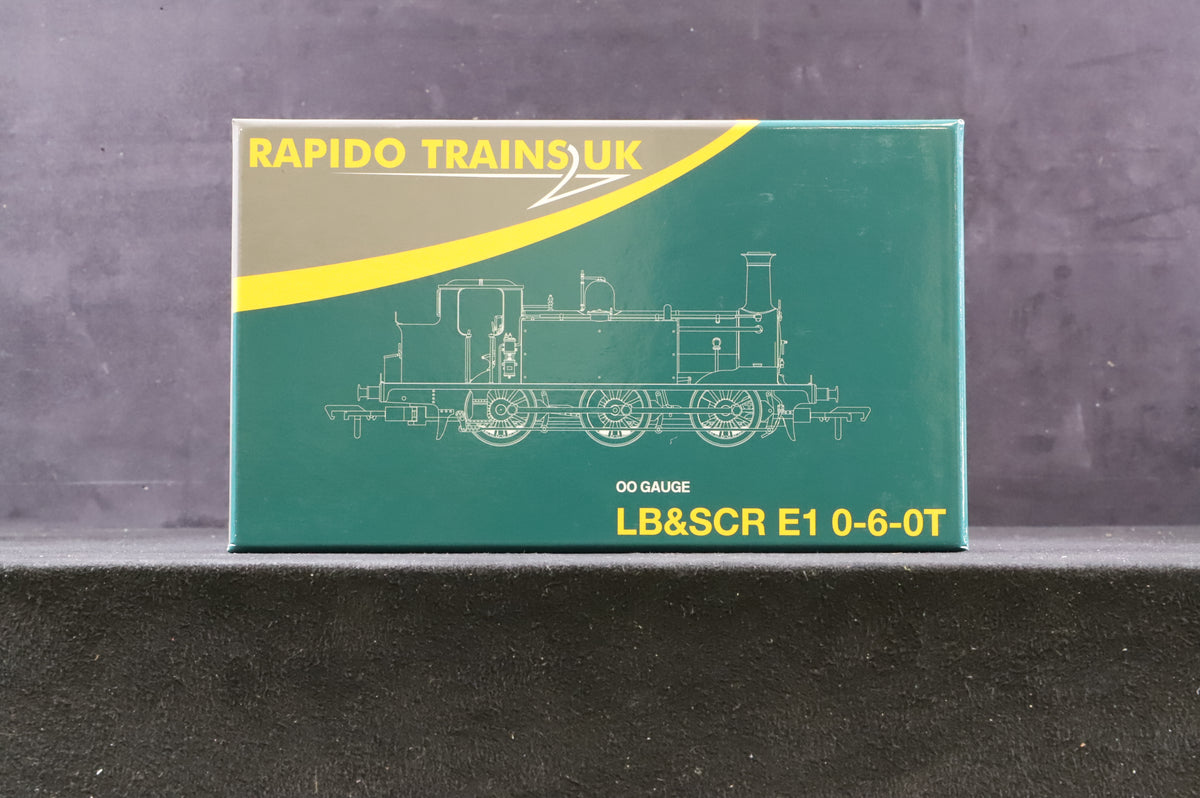 RAPIDO TRAINS UK
OO GAUGE
LB&SCR E1 0-6-0T